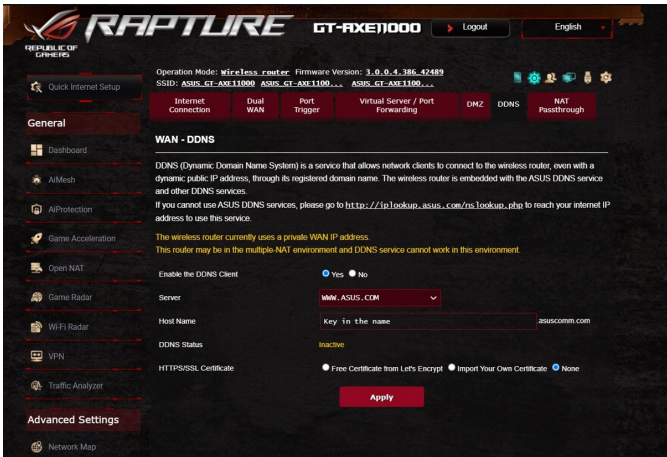 RAPTURE GT-AXE11000 Logout English
REPUBLIC OF
GAMERS
Operation Mode: Wireless router Firmware Version: 3.0.0.4.386_42489
SSID: ASUS_GT-AXE11000 ASUS_GT-AXE1100... ASUS_GT-AXE1100...
Quick Internet Setup
Internet Connection Dual WAN Port Trigger Virtual Server / Port Forwarding DMZ DDNS NAT Passthrough
General
Dashboard
AiMesh
AiProtection
Game Acceleration
Open NAT
Game Radar
Wi-Fi Radar
VPN
Traffic Analyzer
Advanced Settings
Network Map
WAN - DDNS
DDNS (Dynamic Domain Name System) is a service that allows network clients to connect to the wireless router, even with a
dynamic public IP address, through its registered domain name. The wireless router is embedded with the ASUS DDNS service
and other DDNS services.
If you cannot use ASUS DDNS services, please go to http://iplookup.asus.com/nslookup.php to reach your internet IP
address to use this service.
The wireless router currently uses a private WAN IP address.
This router may be in the multiple-NAT environment and DDNS service cannot work in this environment.
Enable the DDNS Client Yes No
Server WWW.ASUS.COM
Host Name Key in the name .asuscomm.com
DDNS Status Inactive
HTTPS/SSL Certificate Free Certificate from Let's Encrypt Import Your Own Certificate None
Apply